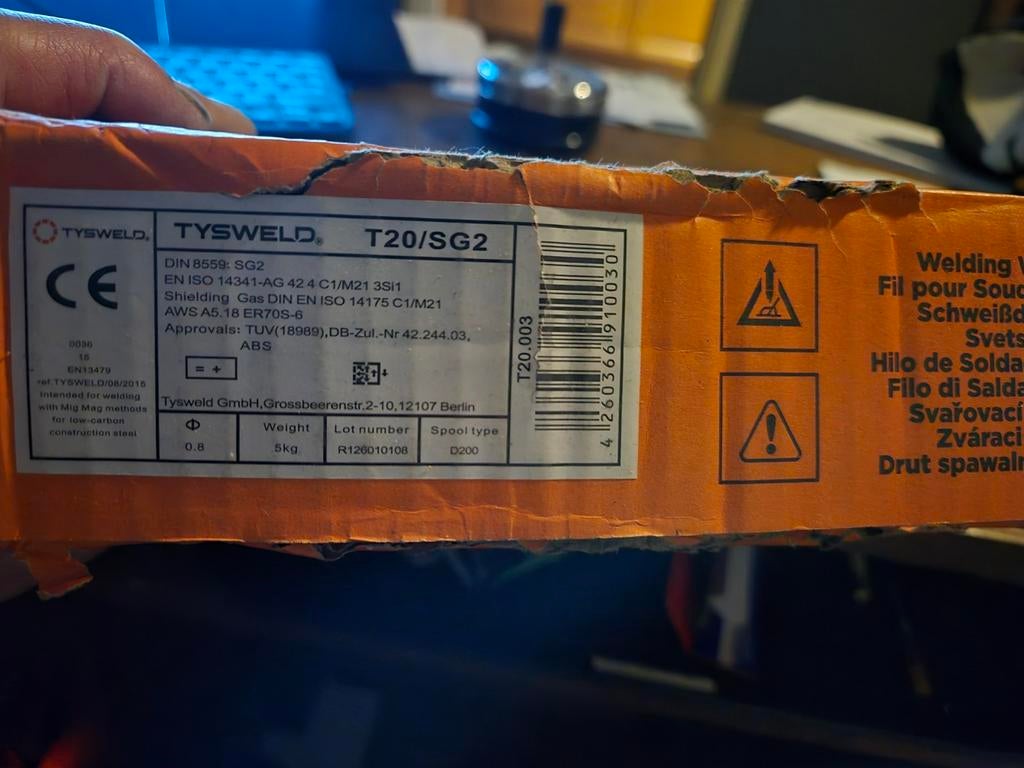 TYSWELD®
CE
0036
16
EN13479
ref.TYSWELD/08/2016
Intended for welding
with Mig Mag methods
for low-carbon
construction steel
TYSWELD® T20/SG2
DIN 8559: SG2
EN ISO 14341-AG 42 4 C1/M21 3Si1
Shielding Gas DIN EN ISO 14175 C1/M21
AWS A5.18 ER70S-6
Approvals: TUV(18989),DB-Zul.-Nr 42.244.03,
ABS
= +
Tysweld GmbH,Grossbeerenstr.2-10,12107 Berlin
Φ Weight Lot number Spool type
0.8 5kg R126010108 D200
T20.003
4 260366 910030
Welding W
Fil pour Soud
Schweißd
Svets
Hilo de Solda
Filo di Salda
Svařovací
Zváraci
Drut spawaln